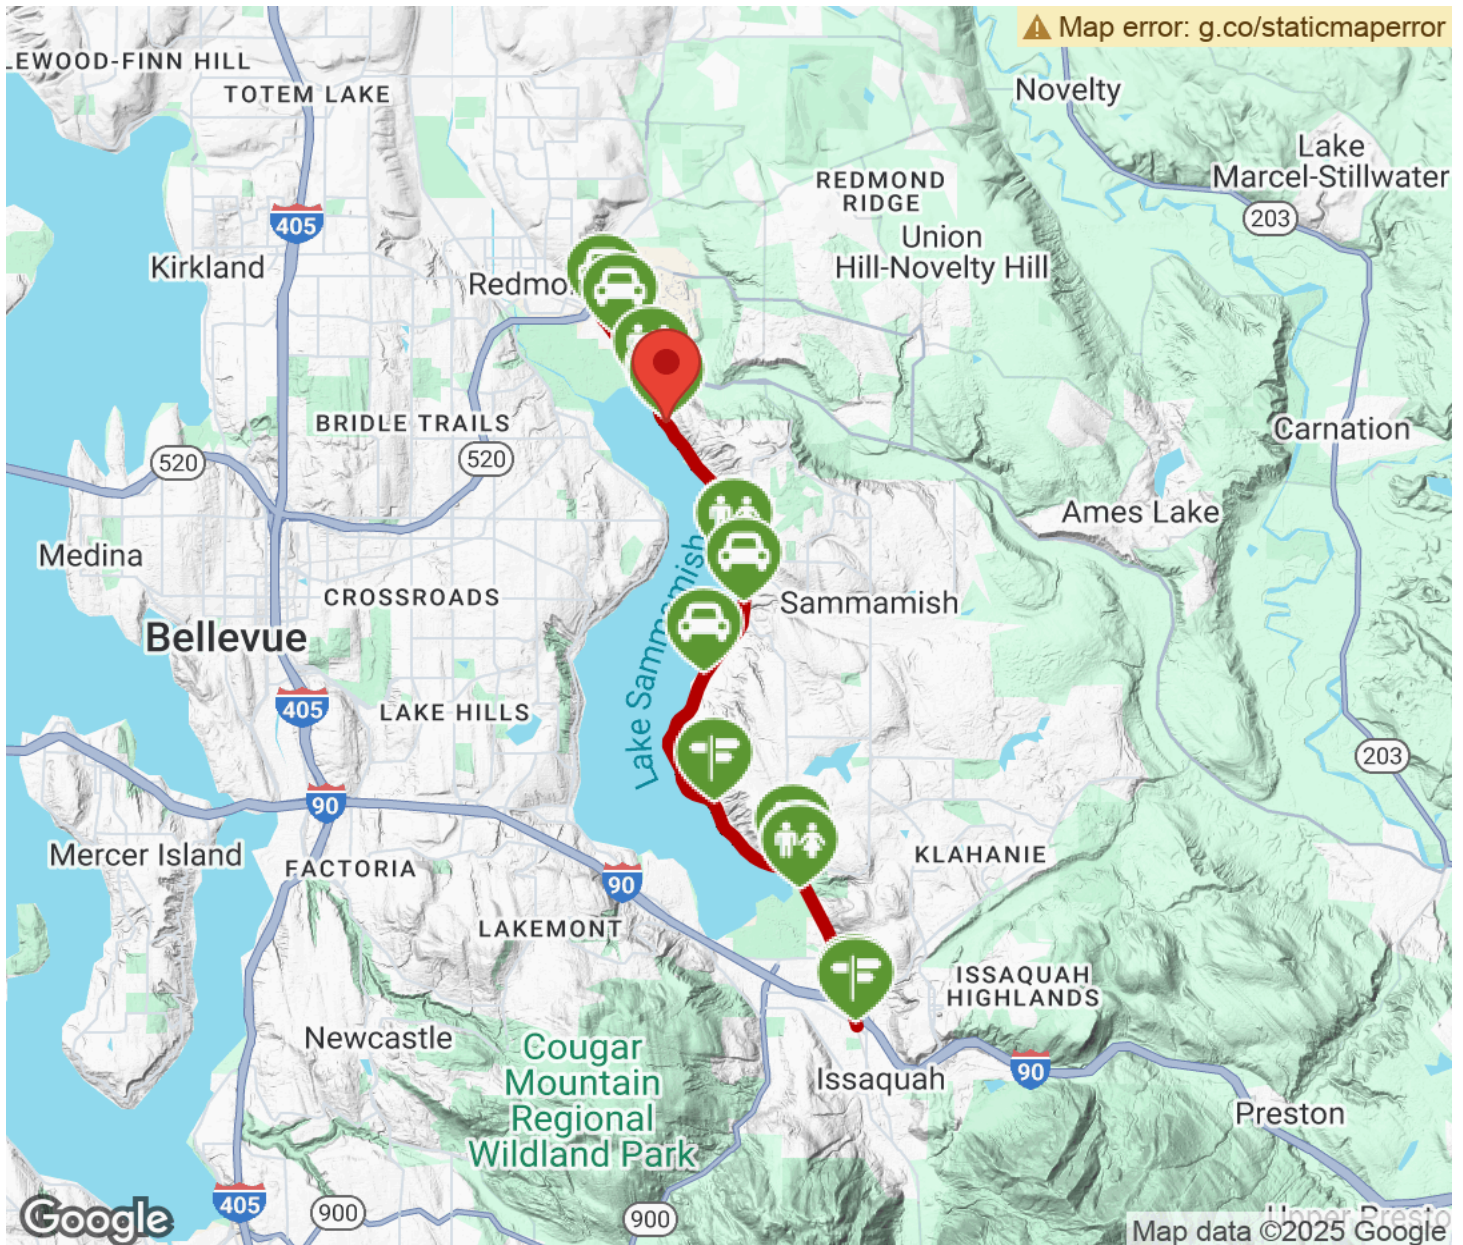 Map error: g.co/staticmaperror
LEWOOD-FINN HILL
TOTEM LAKE
Novelty
Lake
Marcel-Stillwater
REDMOND
RIDGE
203
405
Union
Hill-Novelty Hill
Kirkland
Redmo
BRIDLE TRAILS
Carnation
520
520
Ames Lake
Medina
CROSSROADS
Sammamish
Bellevue
Lake Sammamish
405
LAKE HILLS
203
90
Mercer Island
FACTORIA
KLAHANIE
90
LAKEMONT
ISSAQUAH
HIGHLANDS
Newcastle
Cougar
Mountain
Regional
Wildland Park
Issaquah
90
Preston
405
900
900
Google
Upper Presto
Map data ©2025 Google